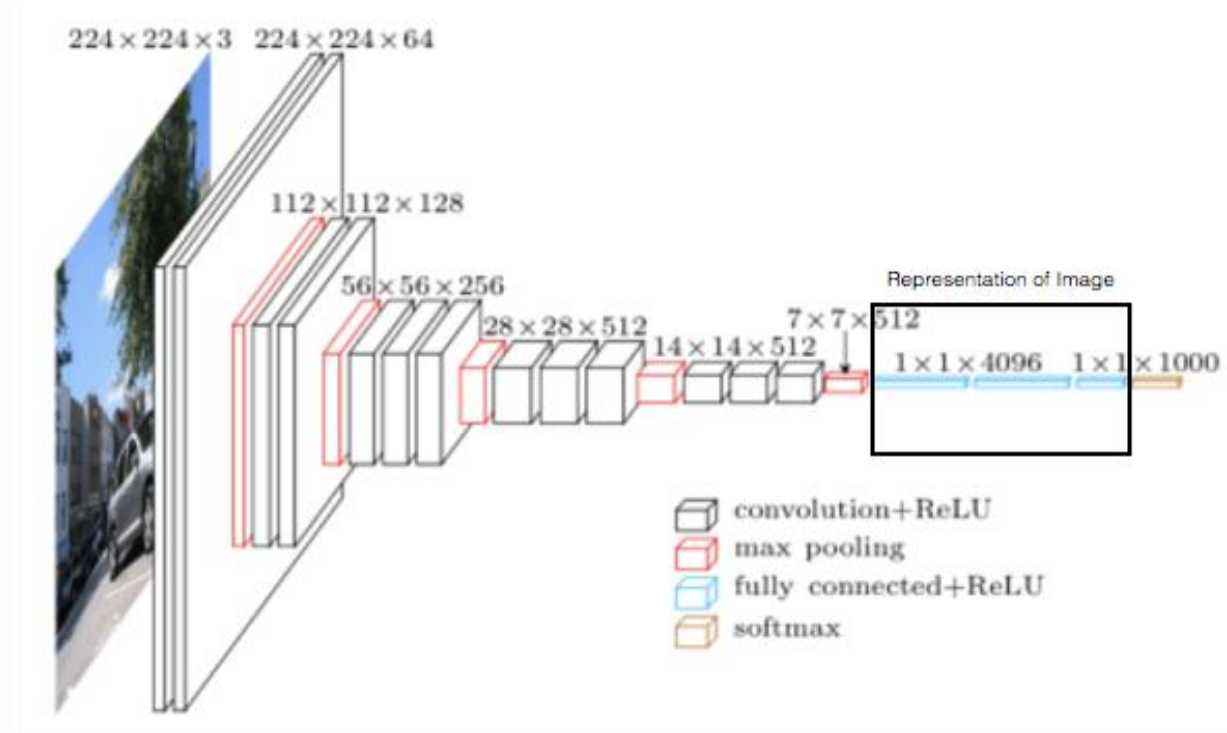 224×224×3
224×224×64
112×112×128
56×56×256
28×28×512
14×14×512
7×7×512
Representation of Image
1×1×4096
1×1×1000
convolution+ReLU
max pooling
fully connected+ReLU
softmax